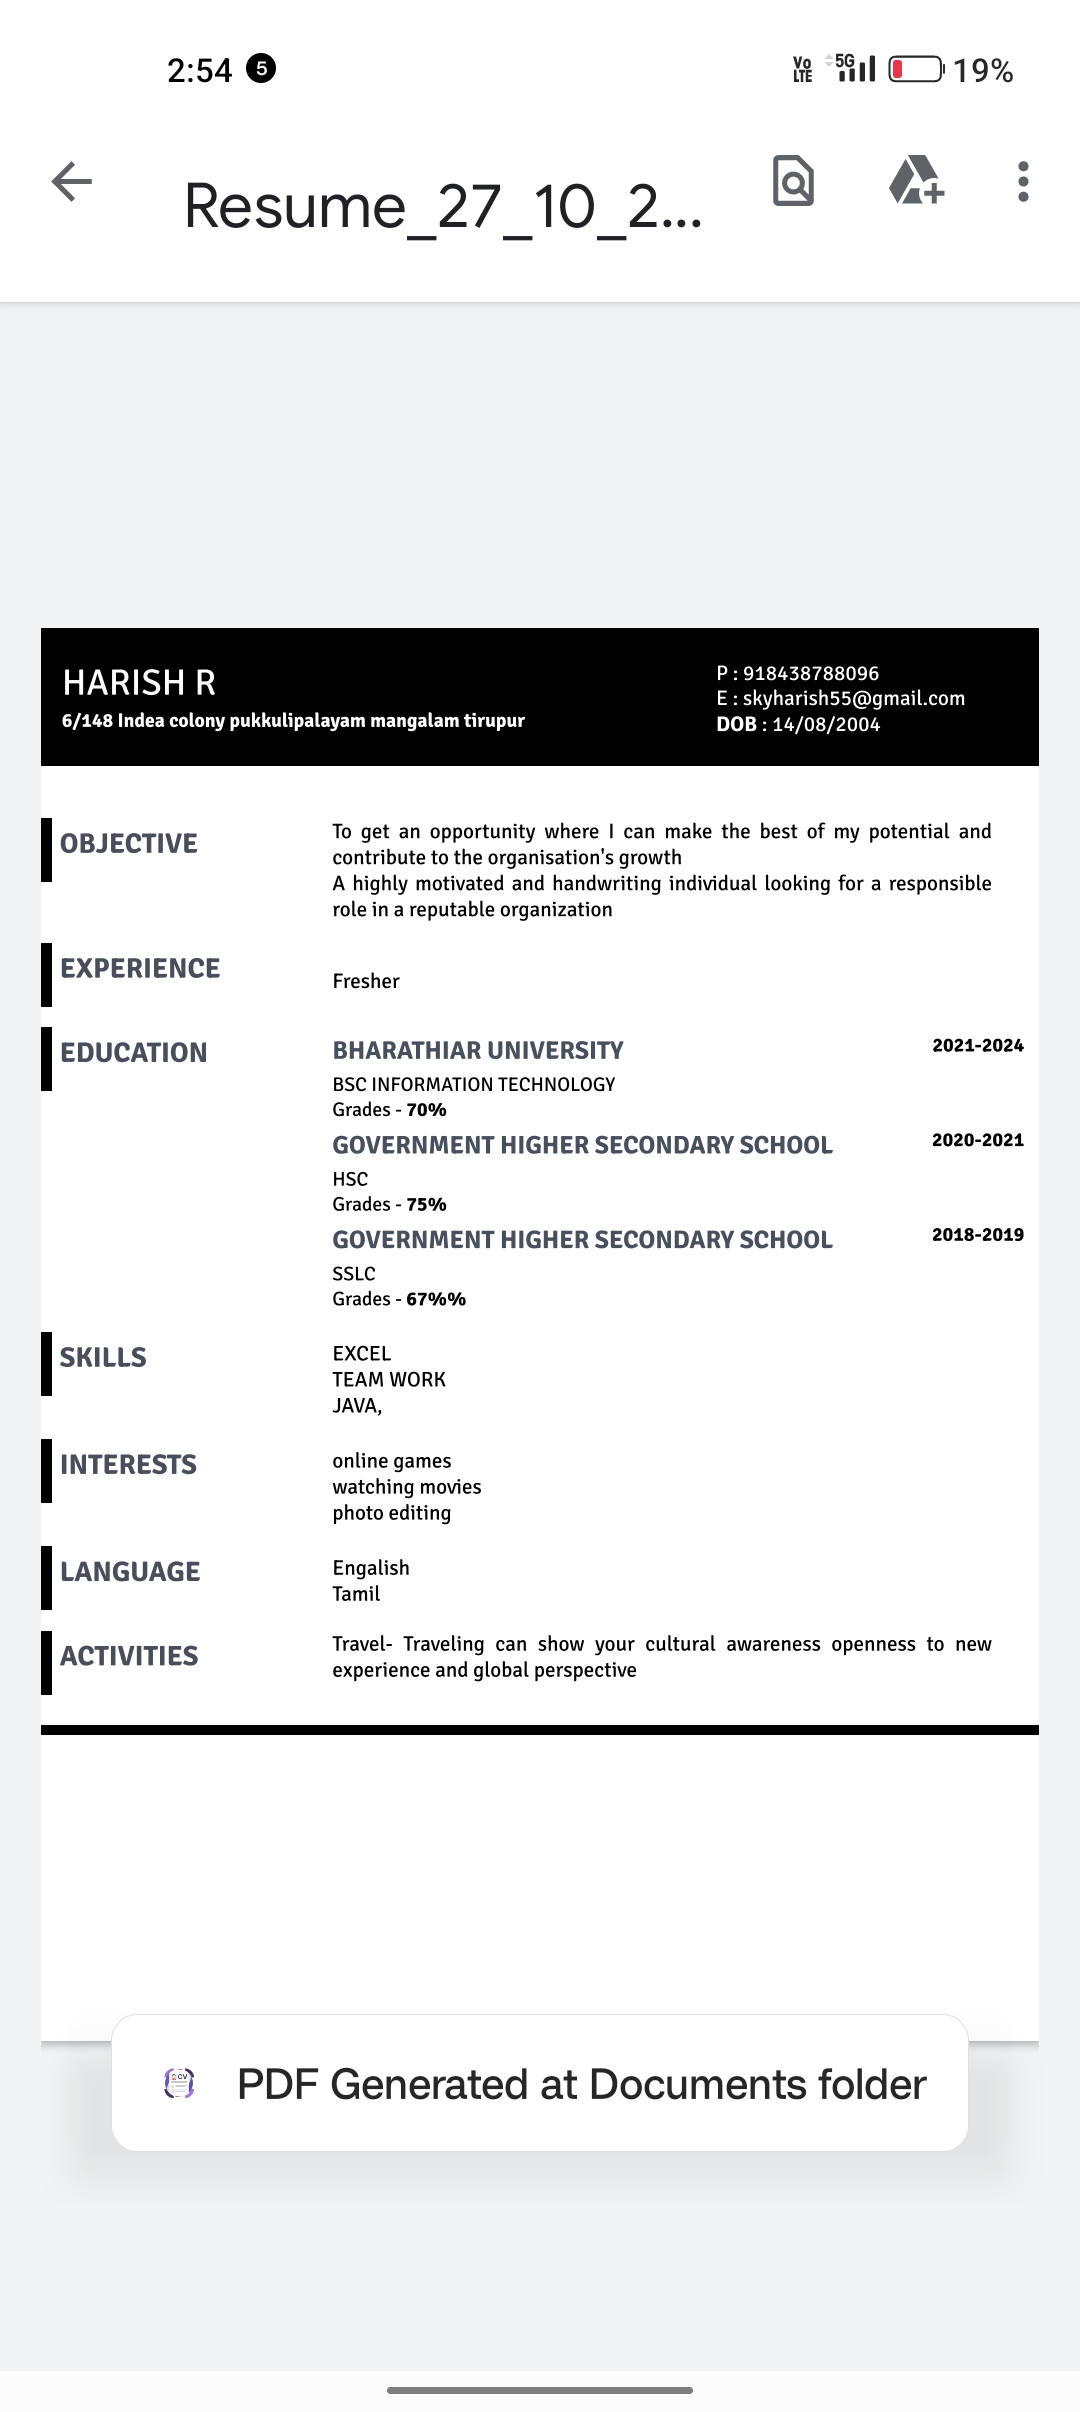 2:54 5 Vo LTE 5G 19%
Resume_27_10_2...
HARISH R
6/148 Indea colony pukkulipalayam mangalam tirupur
P : 918438788096
E : skyharish55@gmail.com
DOB : 14/08/2004
OBJECTIVE
To get an opportunity where I can make the best of my potential and
contribute to the organisation's growth
A highly motivated and handwriting individual looking for a responsible
role in a reputable organization
EXPERIENCE
Fresher
EDUCATION
BHARATHIAR UNIVERSITY 2021-2024
BSC INFORMATION TECHNOLOGY
Grades - 70%
GOVERNMENT HIGHER SECONDARY SCHOOL 2020-2021
HSC
Grades - 75%
GOVERNMENT HIGHER SECONDARY SCHOOL 2018-2019
SSLC
Grades - 67%%
SKILLS
EXCEL
TEAM WORK
JAVA,
INTERESTS
online games
watching movies
photo editing
LANGUAGE
Engalish
Tamil
ACTIVITIES
Travel- Traveling can show your cultural awareness openness to new
experience and global perspective
CV
PDF Generated at Documents folder